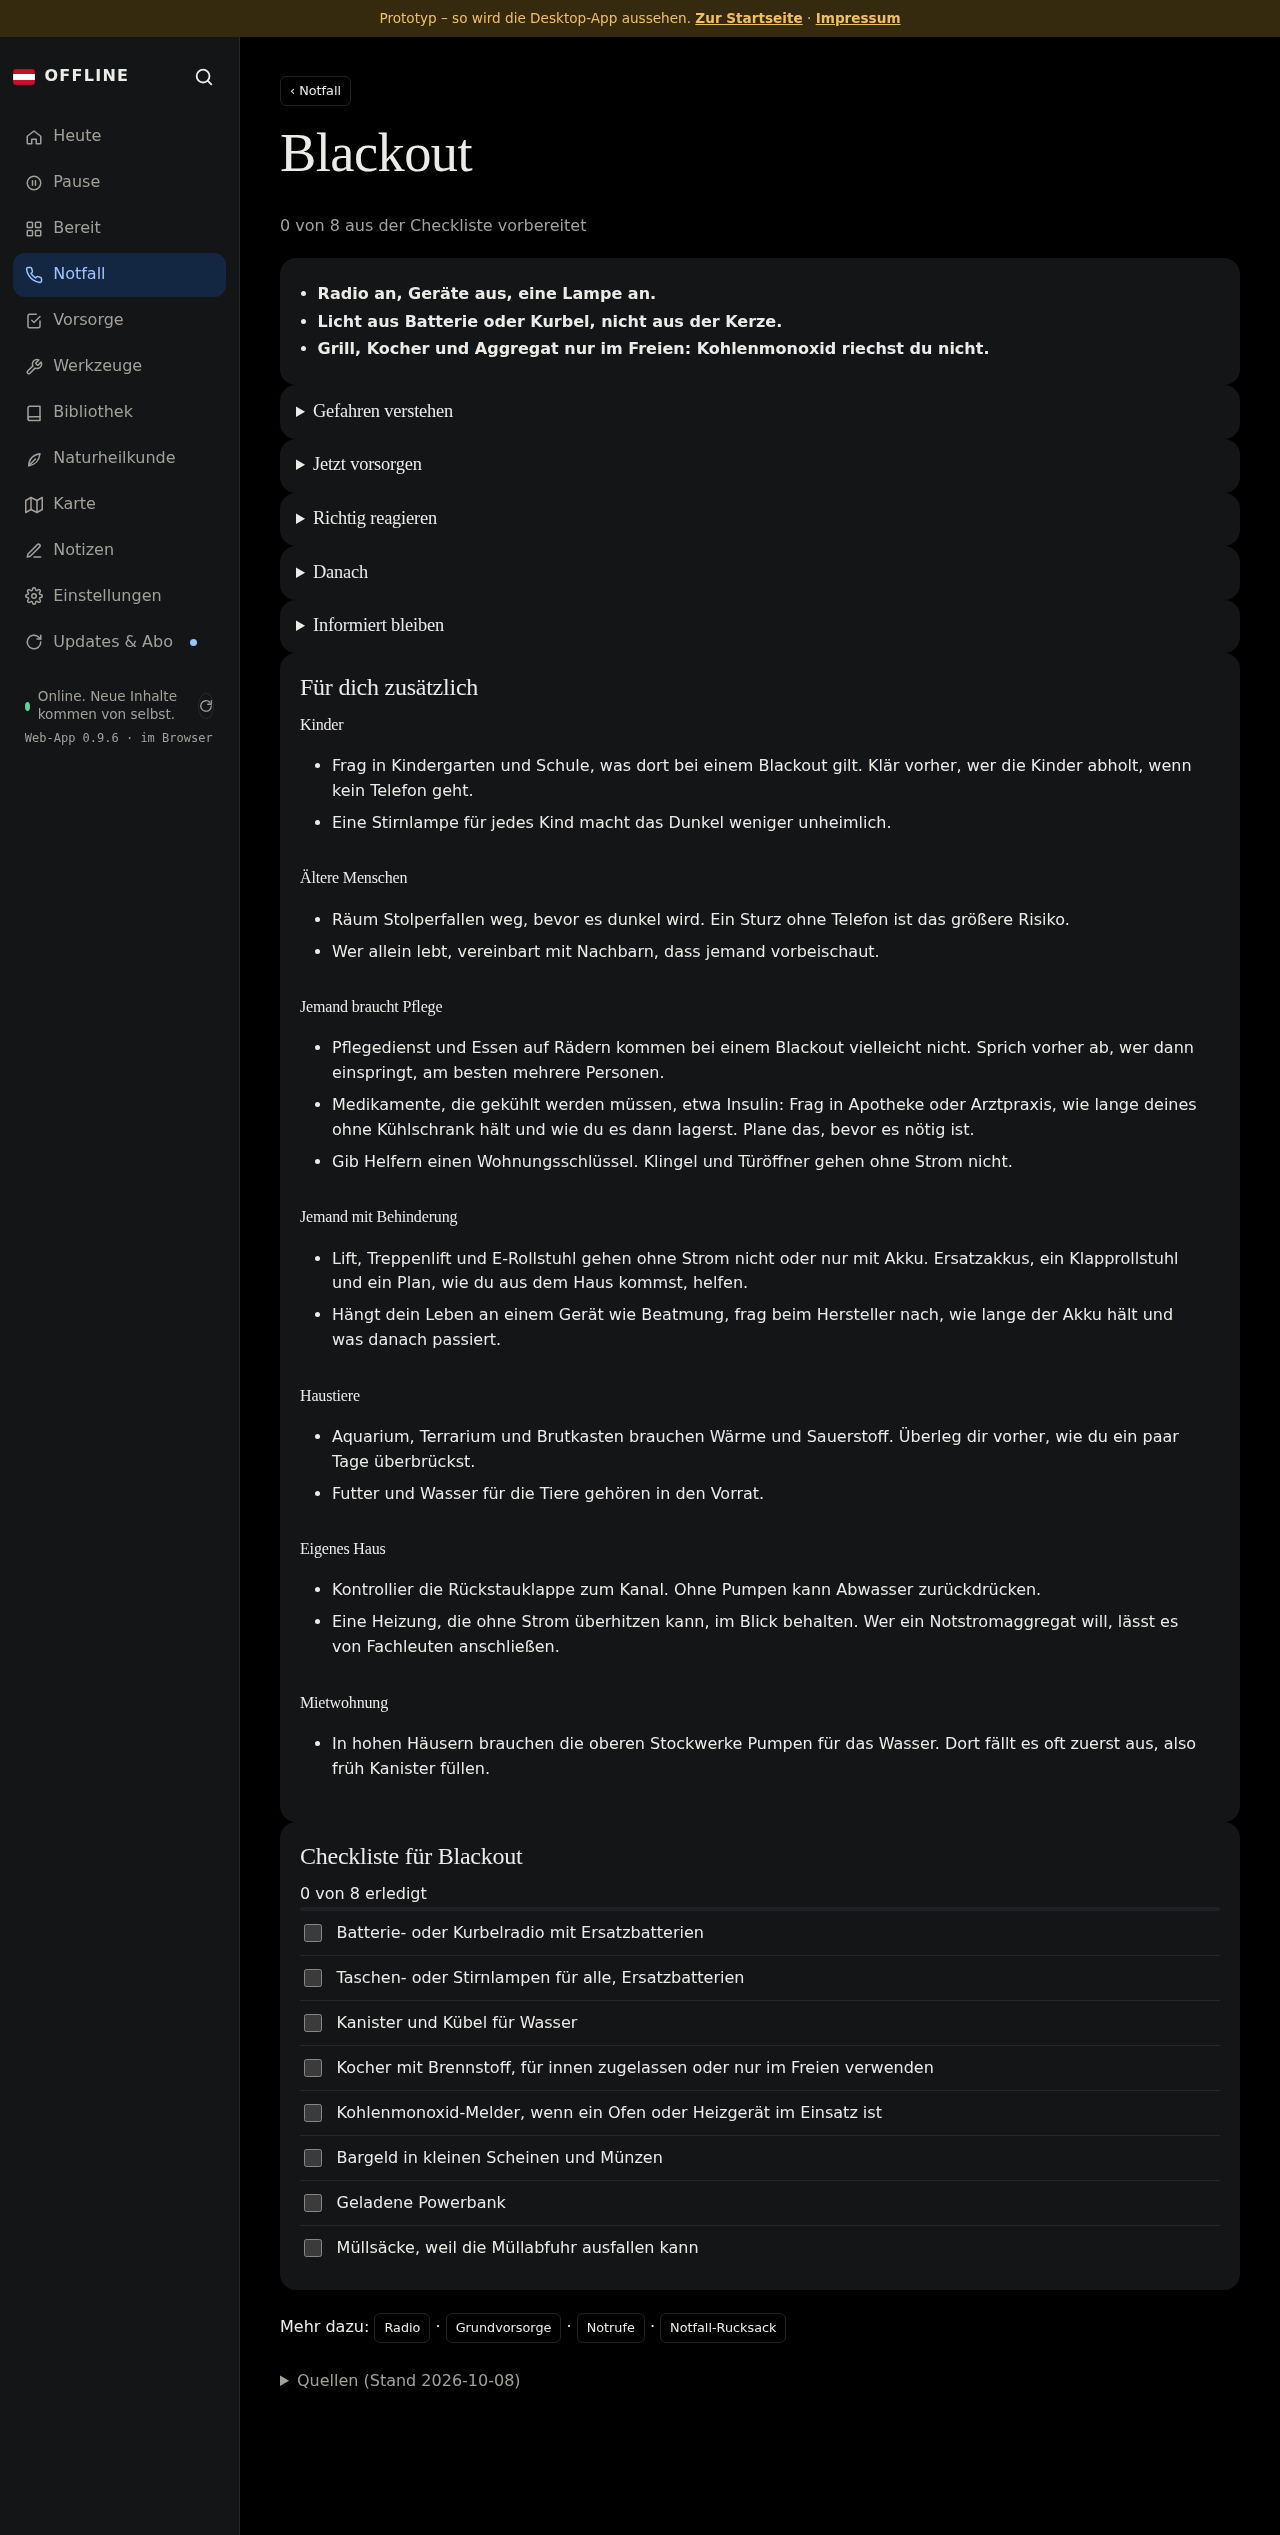 Prototyp – so wird die Desktop-App aussehen. Zur Startseite · Impressum
OFFLINE
Heute
Pause
Bereit
Notfall
Vorsorge
Werkzeuge
Bibliothek
Naturheilkunde
Karte
Notizen
Einstellungen
Updates & Abo
Online. Neue Inhalte
kommen von selbst.
Web-App 0.9.6 · im Browser
‹ Notfall
Blackout
0 von 8 aus der Checkliste vorbereitet
• Radio an, Geräte aus, eine Lampe an.
• Licht aus Batterie oder Kurbel, nicht aus der Kerze.
• Grill, Kocher und Aggregat nur im Freien: Kohlenmonoxid riechst du nicht.
Gefahren verstehen
Jetzt vorsorgen
Richtig reagieren
Danach
Informiert bleiben
Für dich zusätzlich
Kinder
• Frag in Kindergarten und Schule, was dort bei einem Blackout gilt. Klär vorher, wer die Kinder abholt, wenn
kein Telefon geht.
• Eine Stirnlampe für jedes Kind macht das Dunkel weniger unheimlich.
Ältere Menschen
• Räum Stolperfallen weg, bevor es dunkel wird. Ein Sturz ohne Telefon ist das größere Risiko.
• Wer allein lebt, vereinbart mit Nachbarn, dass jemand vorbeischaut.
Jemand braucht Pflege
• Pflegedienst und Essen auf Rädern kommen bei einem Blackout vielleicht nicht. Sprich vorher ab, wer dann
einspringt, am besten mehrere Personen.
• Medikamente, die gekühlt werden müssen, etwa Insulin: Frag in Apotheke oder Arztpraxis, wie lange deines
ohne Kühlschrank hält und wie du es dann lagerst. Plane das, bevor es nötig ist.
• Gib Helfern einen Wohnungsschlüssel. Klingel und Türöffner gehen ohne Strom nicht.
Jemand mit Behinderung
• Lift, Treppenlift und E-Rollstuhl gehen ohne Strom nicht oder nur mit Akku. Ersatzakkus, ein Klapprollstuhl
und ein Plan, wie du aus dem Haus kommst, helfen.
• Hängt dein Leben an einem Gerät wie Beatmung, frag beim Hersteller nach, wie lange der Akku hält und
was danach passiert.
Haustiere
• Aquarium, Terrarium und Brutkasten brauchen Wärme und Sauerstoff. Überleg dir vorher, wie du ein paar
Tage überbrückst.
• Futter und Wasser für die Tiere gehören in den Vorrat.
Eigenes Haus
• Kontrollier die Rückstauklappe zum Kanal. Ohne Pumpen kann Abwasser zurückdrücken.
• Eine Heizung, die ohne Strom überhitzen kann, im Blick behalten. Wer ein Notstromaggregat will, lässt es
von Fachleuten anschließen.
Mietwohnung
• In hohen Häusern brauchen die oberen Stockwerke Pumpen für das Wasser. Dort fällt es oft zuerst aus, also
früh Kanister füllen.
Checkliste für Blackout
0 von 8 erledigt
Batterie- oder Kurbelradio mit Ersatzbatterien
Taschen- oder Stirnlampen für alle, Ersatzbatterien
Kanister und Kübel für Wasser
Kocher mit Brennstoff, für innen zugelassen oder nur im Freien verwenden
Kohlenmonoxid-Melder, wenn ein Ofen oder Heizgerät im Einsatz ist
Bargeld in kleinen Scheinen und Münzen
Geladene Powerbank
Müllsäcke, weil die Müllabfuhr ausfallen kann
Mehr dazu: Radio · Grundvorsorge · Notrufe · Notfall-Rucksack
Quellen (Stand 2026-10-08)